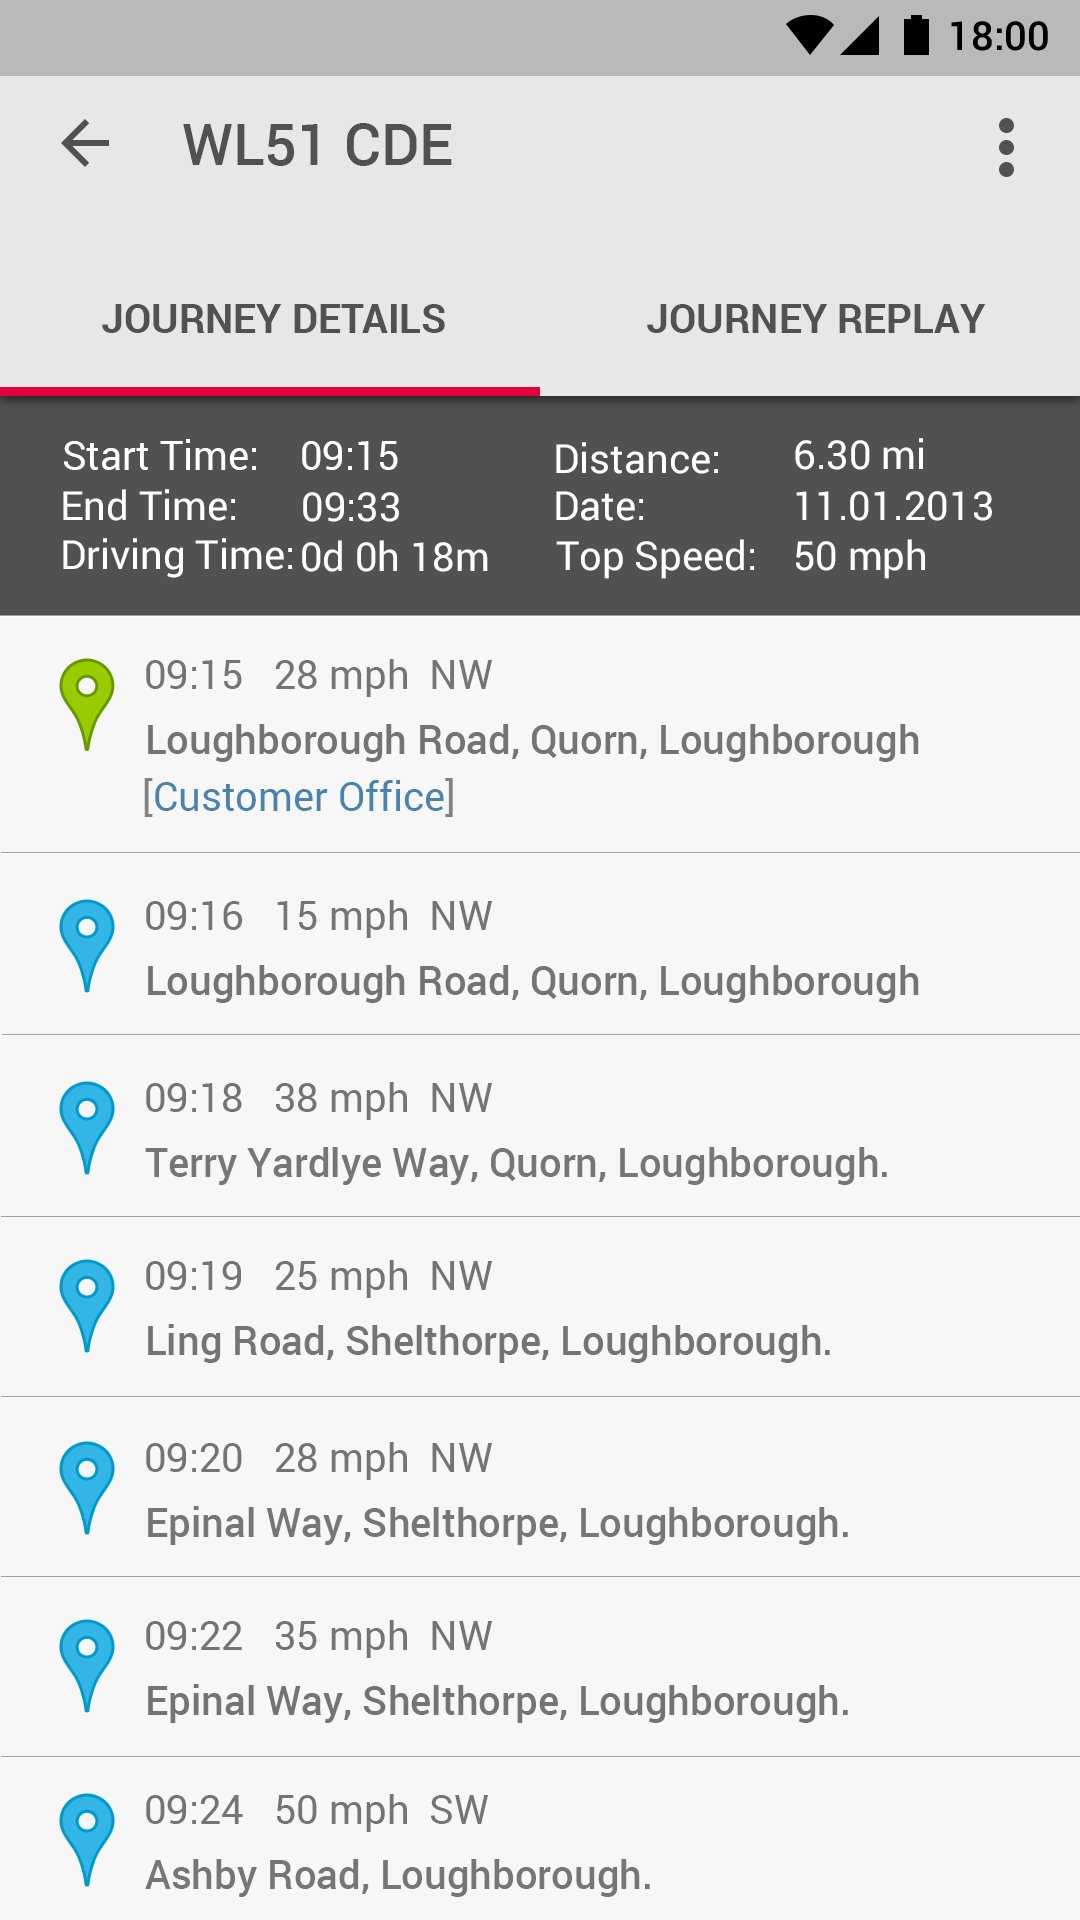 18:00
WL51 CDE
JOURNEY DETAILS JOURNEY REPLAY
Start Time: 09:15 Distance: 6.30 mi
End Time: 09:33 Date: 11.01.2013
Driving Time: 0d 0h 18m Top Speed: 50 mph
09:15 28 mph NW
Loughborough Road, Quorn, Loughborough
[Customer Office]
09:16 15 mph NW
Loughborough Road, Quorn, Loughborough
09:18 38 mph NW
Terry Yardlye Way, Quorn, Loughborough.
09:19 25 mph NW
Ling Road, Shelthorpe, Loughborough.
09:20 28 mph NW
Epinal Way, Shelthorpe, Loughborough.
09:22 35 mph NW
Epinal Way, Shelthorpe, Loughborough.
09:24 50 mph SW
Ashby Road, Loughborough.